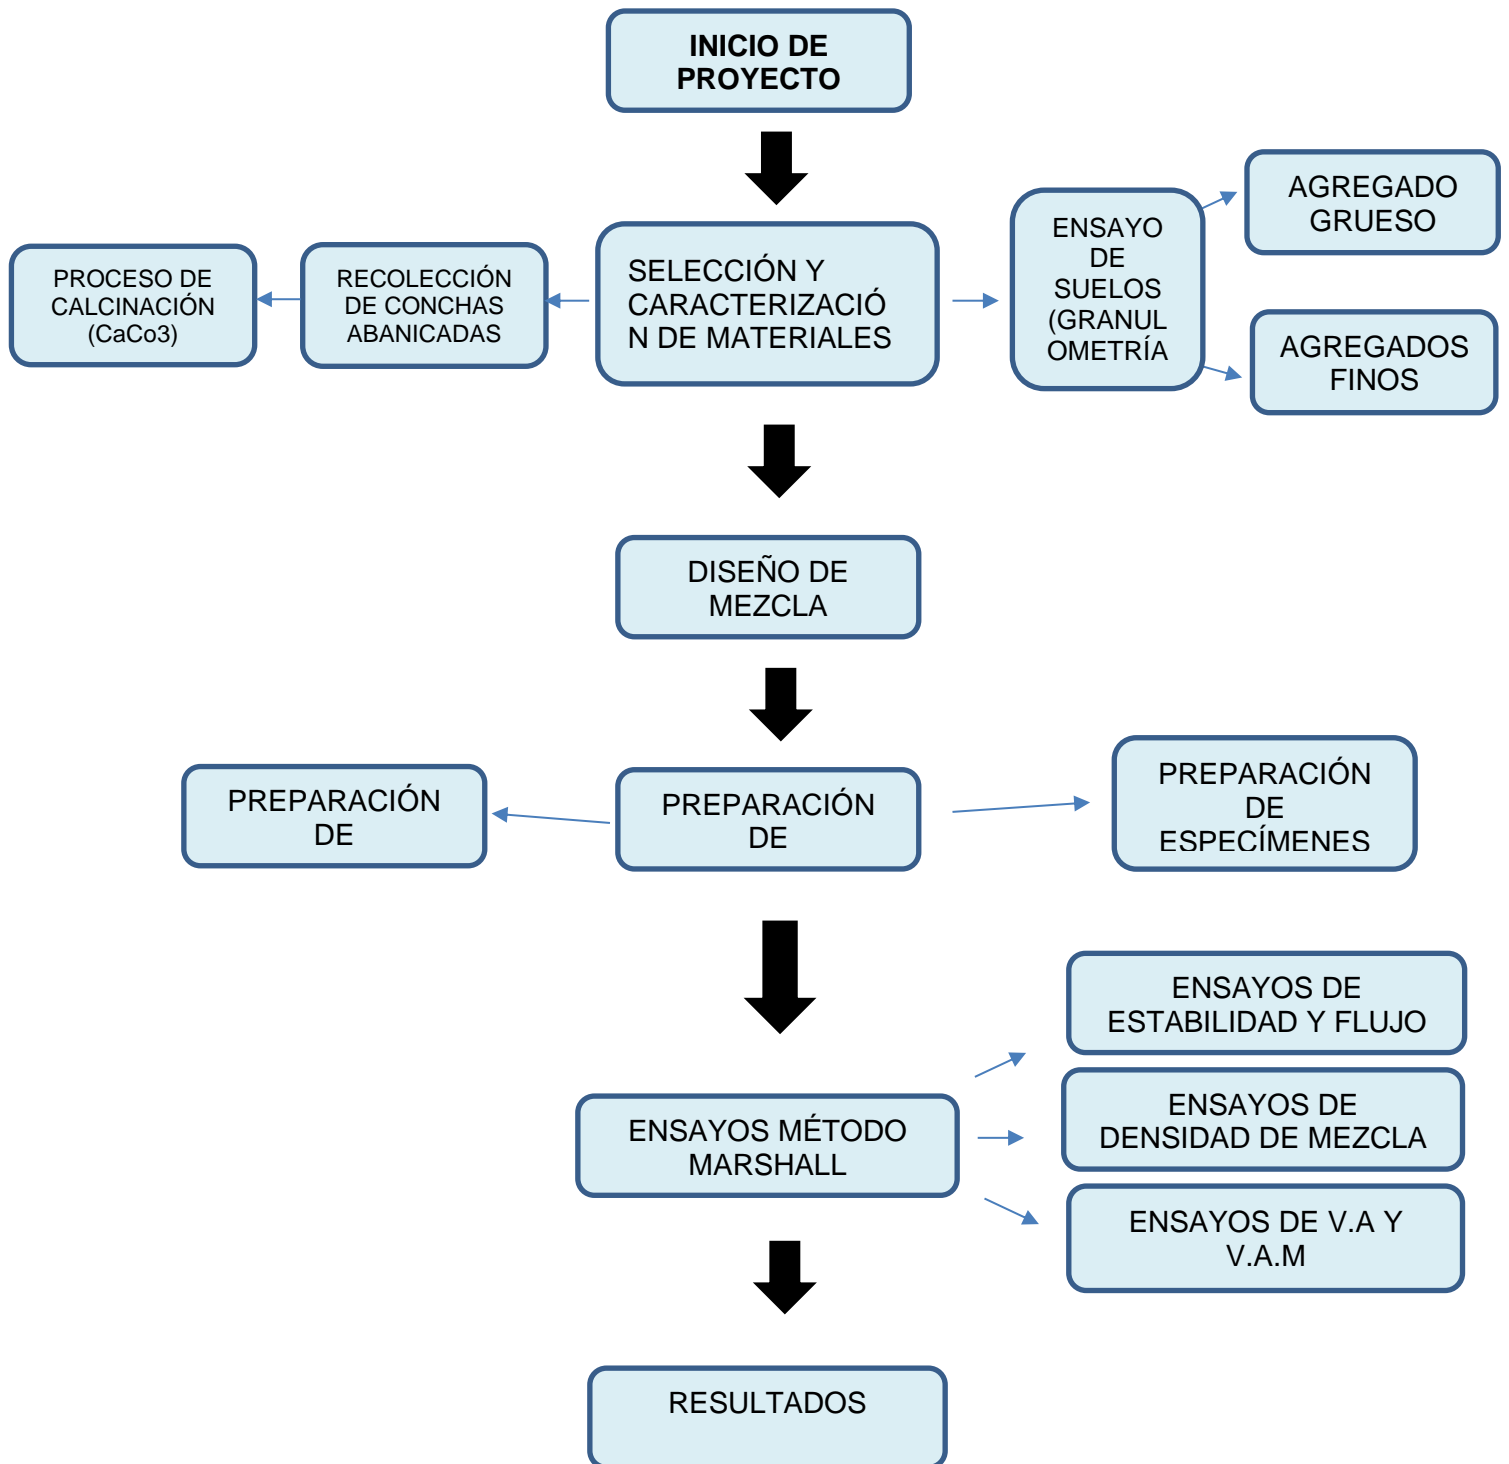 INICIO DE
PROYECTO
AGREGADO
GRUESO
ENSAYO
DE
SUELOS
(GRANUL
OMETRÍA
SELECCIÓN Y
CARACTERIZACIÓ
N DE MATERIALES
RECOLECCIÓN
DE CONCHAS
ABANICADAS
PROCESO DE
CALCINACIÓN
(CaCo3)
AGREGADOS
FINOS
DISEÑO DE
MEZCLA
PREPARACIÓN
DE
PREPARACIÓN
DE
PREPARACIÓN
DE
ESPECÍMENES
ENSAYOS DE
ESTABILIDAD Y FLUJO
ENSAYOS MÉTODO
MARSHALL
ENSAYOS DE
DENSIDAD DE MEZCLA
ENSAYOS DE V.A Y
V.A.M
RESULTADOS